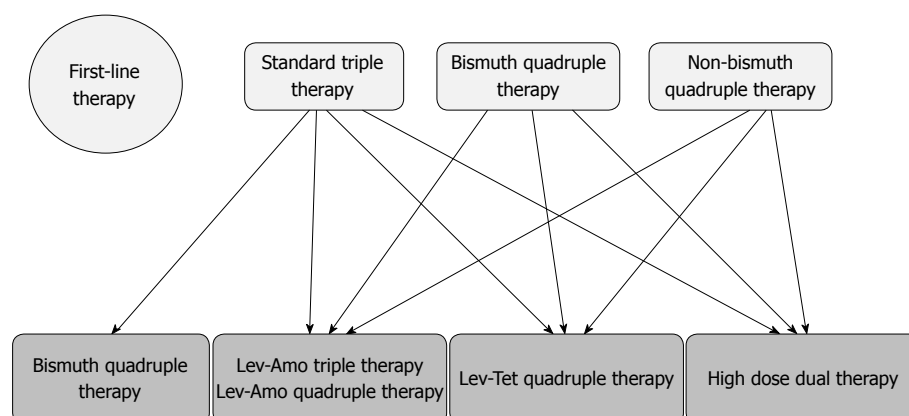 First-line
therapy
Standard triple
therapy
Bismuth quadruple
therapy
Non-bismuth
quadruple therapy
Bismuth quadruple
therapy
Lev-Amo triple therapy
Lev-Amo quadruple therapy
Lev-Tet quadruple therapy
High dose dual therapy